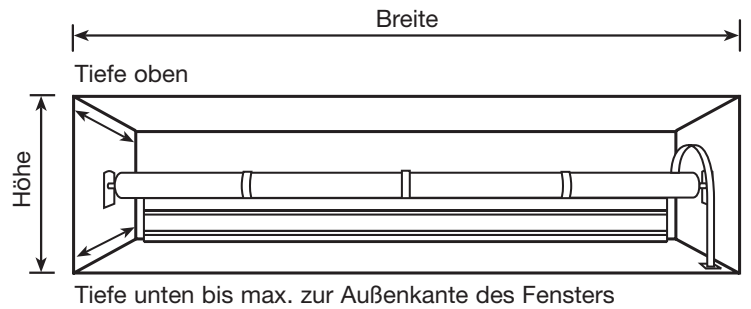 Breite
Tiefe oben
Höhe
Tiefe unten bis max. zur Außenkante des Fensters